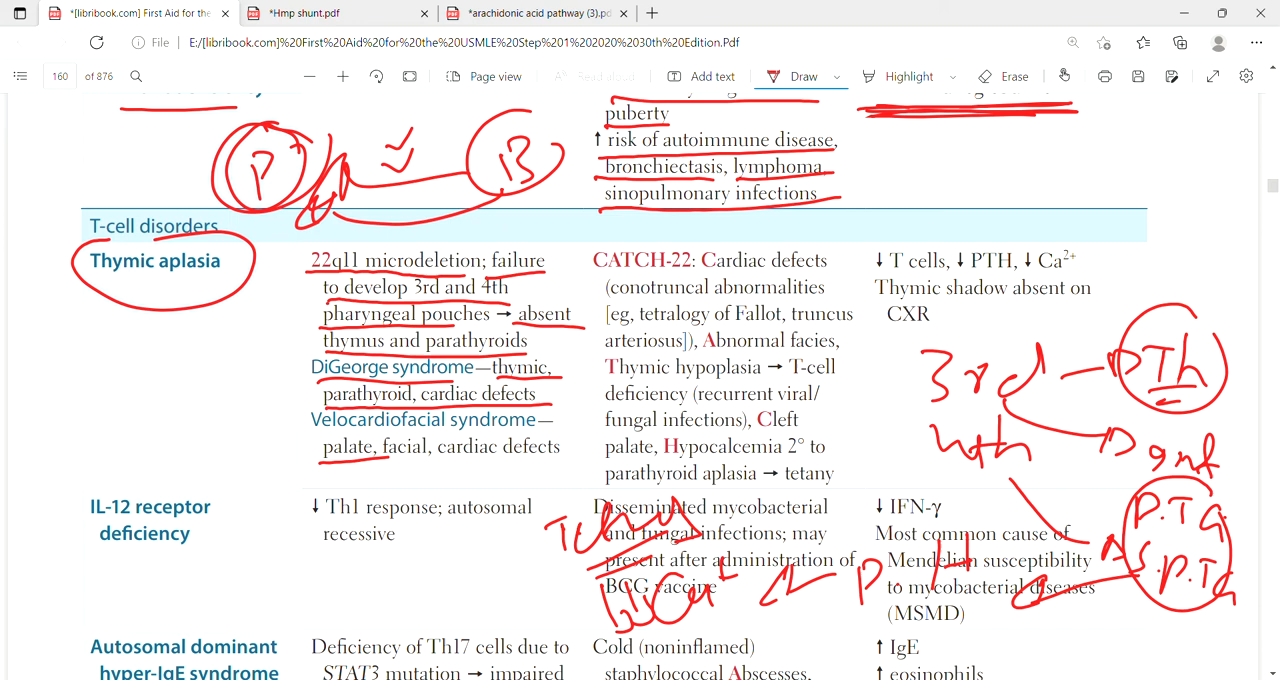 *[libribook.com] First Aid for the
*Hmp shunt.pdf
*arachidonic acid pathway (3).pd
File
E:/[libribook.com]%20First%20Aid%20for%20the%20USMLE%20Step%201%202020%2030th%20Edition.Pdf
160 of 876
Page view
Read aloud
Add text
Draw
Highlight
Erase
puberty
↑ risk of autoimmune disease,
bronchiectasis, lymphoma,
sinopulmonary infections
P
B
T-cell disorders
Thymic aplasia
22q11 microdeletion; failure
to develop 3rd and 4th
pharyngeal pouches → absent
thymus and parathyroids
DiGeorge syndrome—thymic,
parathyroid, cardiac defects
Velocardiofacial syndrome—
palate, facial, cardiac defects
CATCH-22: Cardiac defects
(conotruncal abnormalities
[eg, tetralogy of Fallot, truncus
arteriosus]), Abnormal facies,
Thymic hypoplasia → T-cell
deficiency (recurrent viral/
fungal infections), Cleft
palate, Hypocalcemia 2° to
parathyroid aplasia → tetany
↓ T cells, ↓ PTH, ↓ Ca2+
Thymic shadow absent on
CXR
3rd Th
4th
P.T.G
S.P.TG
P.H
IL-12 receptor
deficiency
↓ Th1 response; autosomal
recessive
Disseminated mycobacterial
and fungal infections; may
present after administration of
BCG vaccine
↓ IFN-γ
Most common cause of
Mendelian susceptibility
to mycobacterial diseases
(MSMD)
Autosomal dominant
hyper-IgE syndrome
Deficiency of Th17 cells due to
STAT3 mutation → impaired
Cold (noninflamed)
staphylococcal Abscesses,
↑ IgE
↑ eosinophils